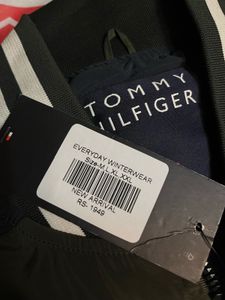 TOMMY
HILFIGER
EVERYDAY WINTERWEAR
Size-M L XL XXL
NEW ARRIVAL
RS- 1949